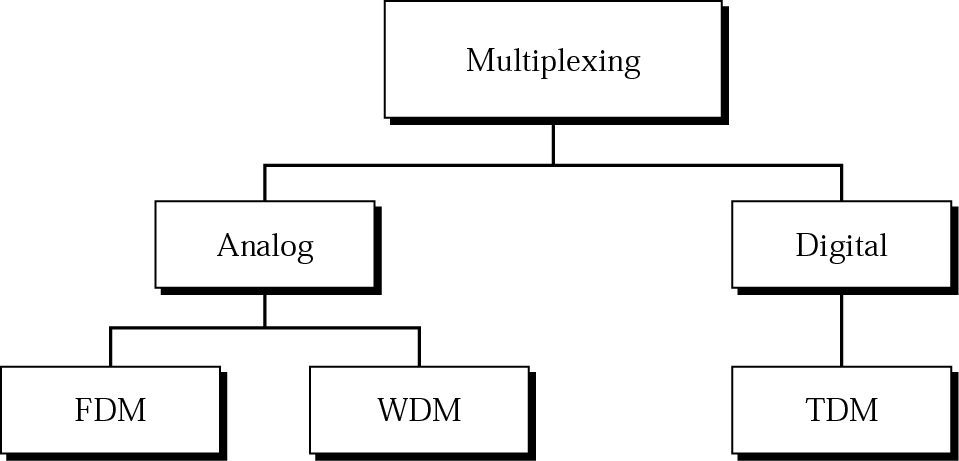 Multiplexing
Analog
Digital
FDM
WDM
TDM